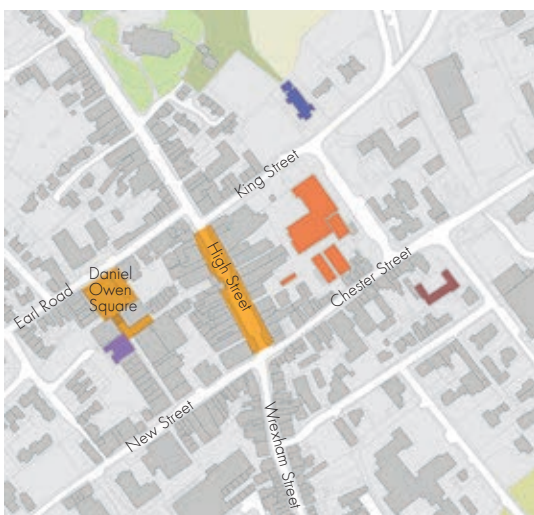 King Street
High Street
Daniel
Owen
Square
Earl Road
Chester Street
New Street
Wrexham Street